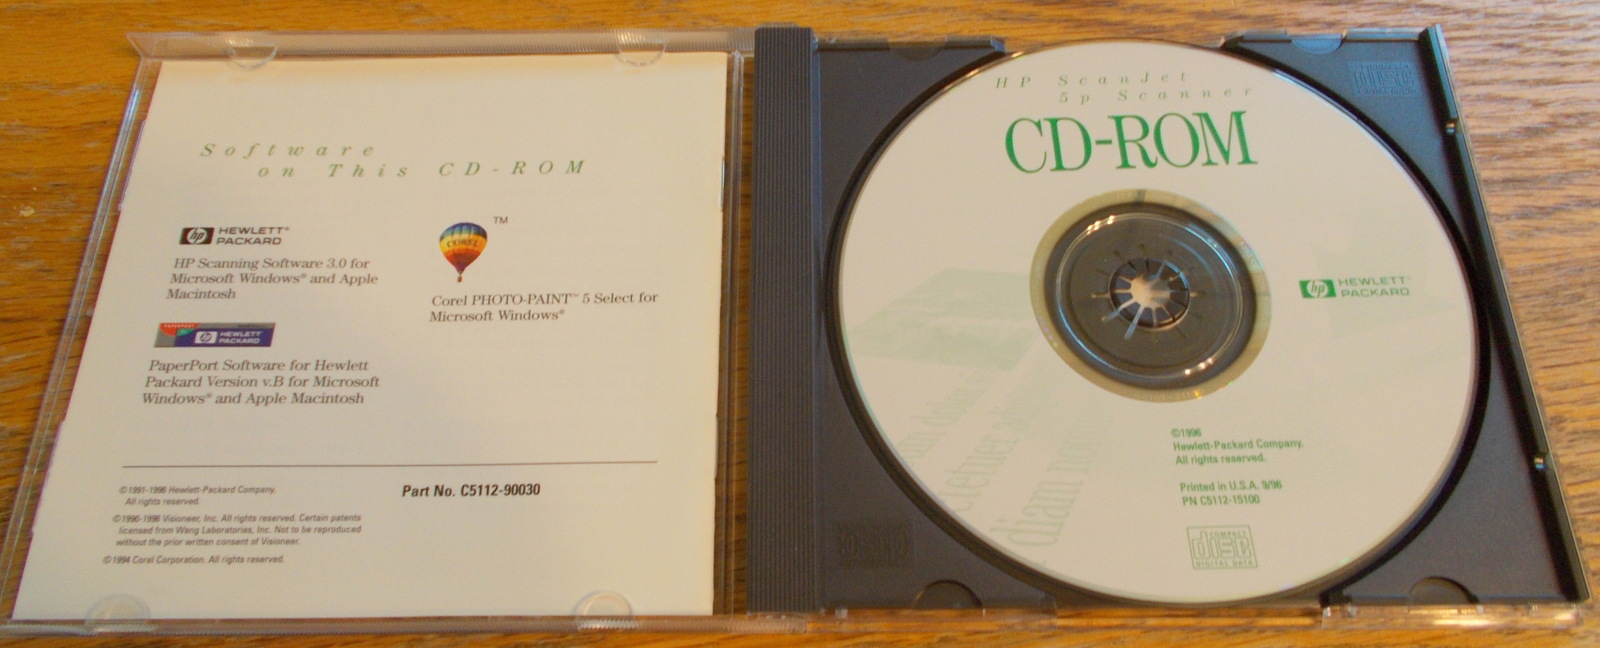 Software
on This CD-ROM
hp HEWLETT®
PACKARD
HP Scanning Software 3.0 for
Microsoft Windows® and Apple
Macintosh
HEWLETT
PACKARD
PaperPort Software for Hewlett
Packard Version v.B for Microsoft
Windows® and Apple Macintosh
TM
COREL
Corel PHOTO-PAINT™ 5 Select for
Microsoft Windows®
©1991-1996 Hewlett-Packard Company.
All rights reserved.
©1990-1996 Visioneer, Inc. All rights reserved. Certain patents
licensed from Wang Laboratories, Inc. Not to be reproduced
without the prior written consent of Visioneer.
©1994 Corel Corporation. All rights reserved.
Part No. C5112-90030
HP ScanJet
5p Scanner
CD-ROM
hp HEWLETT®
PACKARD
©1996
Hewlett-Packard Company.
All rights reserved.
Printed in U.S.A. 9/96
PN C5112-15100
COMPACT
disc
DIGITAL DATA